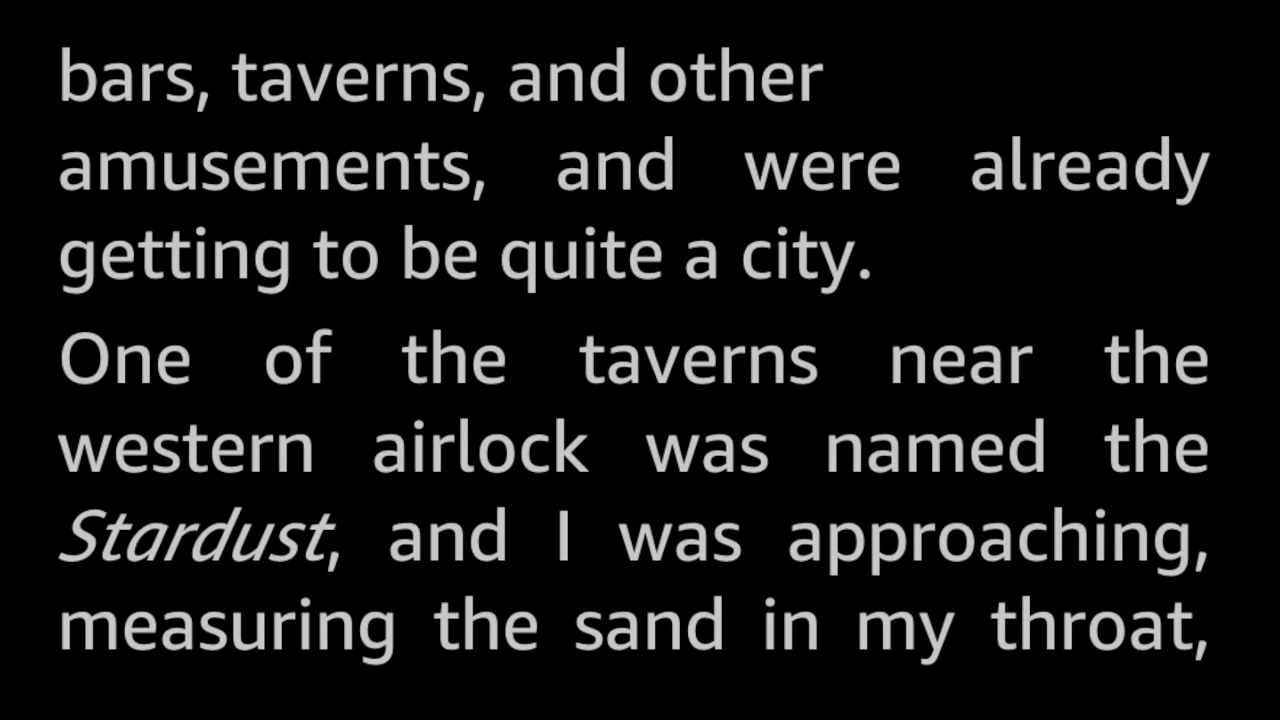 bars, taverns, and other
amusements, and were already
getting to be quite a city.
One of the taverns near the
western airlock was named the
Stardust, and I was approaching,
measuring the sand in my throat,